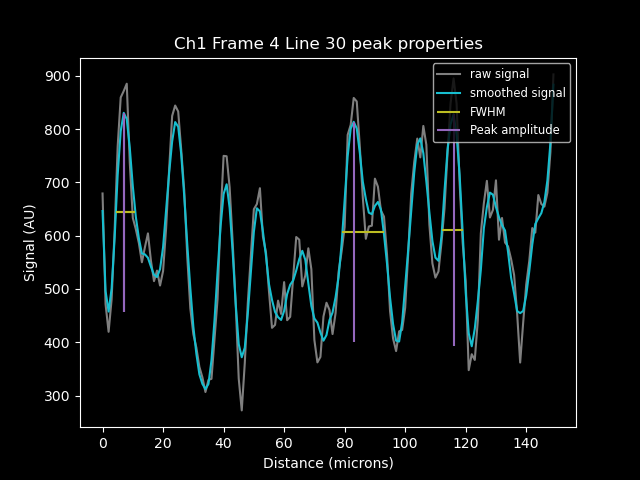 Ch1 Frame 4 Line 30 peak properties
raw signal
smoothed signal
FWHM
Peak amplitude
900
800
700
600
500
400
300
Signal (AU)
0
20
40
60
80
100
120
140
Distance (microns)